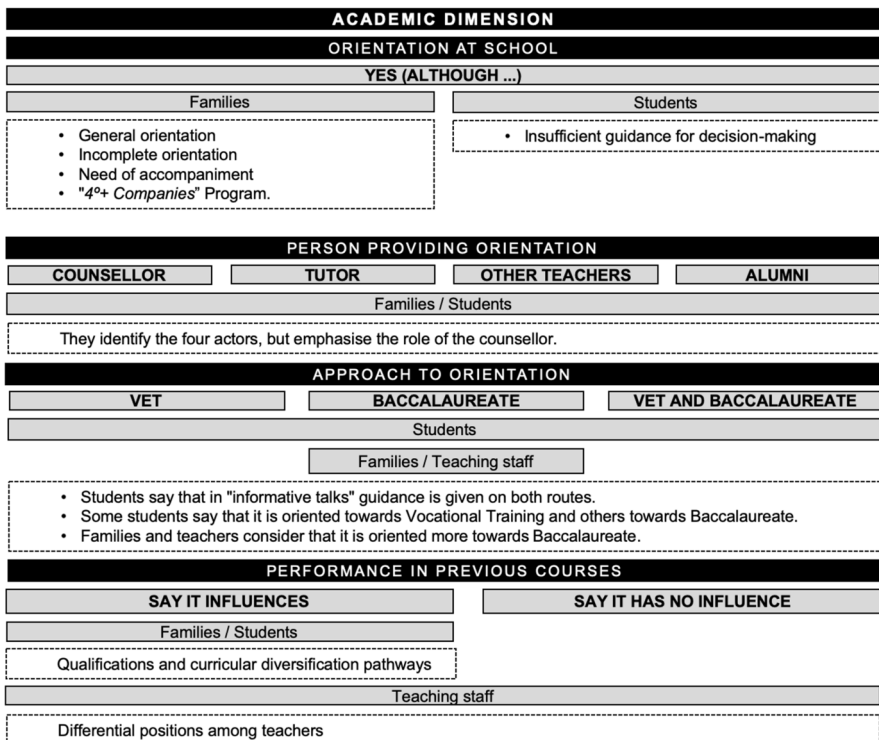 ACADEMIC DIMENSION
ORIENTATION AT SCHOOL
YES (ALTHOUGH ...)
Families
Students
• General orientation
• Incomplete orientation
• Need of accompaniment
• "4º+ Companies” Program.
• Insufficient guidance for decision-making
PERSON PROVIDING ORIENTATION
COUNSELLOR
TUTOR
OTHER TEACHERS
ALUMNI
Families / Students
They identify the four actors, but emphasise the role of the counsellor.
APPROACH TO ORIENTATION
VET
BACCALAUREATE
VET AND BACCALAUREATE
Students
Families / Teaching staff
• Students say that in "informative talks" guidance is given on both routes.
• Some students say that it is oriented towards Vocational Training and others towards Baccalaureate.
• Families and teachers consider that it is oriented more towards Baccalaureate.
PERFORMANCE IN PREVIOUS COURSES
SAY IT INFLUENCES
SAY IT HAS NO INFLUENCE
Families / Students
Qualifications and curricular diversification pathways
Teaching staff
Differential positions among teachers